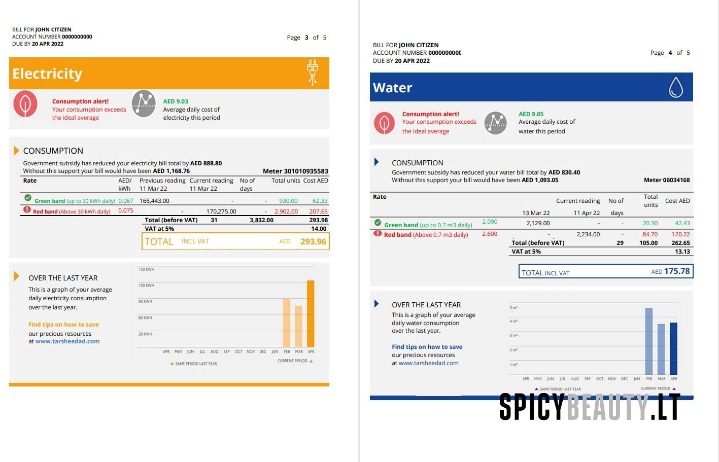 BILL FOR JOHN CITIZEN
ACCOUNT NUMBER 0000000000
DUE BY 20 APR 2022
Page 3 of 5
Electricity
Consumption alert!
Your consumption exceeds
the ideal average
AED 9.03
Average daily cost of
electricity this period
CONSUMPTION
Government subsidy has reduced your electricity bill total by AED 888.80
Without this support your bill would have been AED 1,168.76
Meter 301010935583
Rate AED/ kWh Previous reading 11 Mar 22 Current reading 11 Mar 22 No of days Total units Cost AED
Green band (up to 30 kWh daily) 0.067 166,443.00 - - 930.00 62.33
Red band (Above 30 kWh daily) 0.075 - 170,275.00 - 2,902.00 207.65
Total (before VAT) 31 3,832.00 293.98
VAT at 5% 14.00
TOTAL INCL VAT AED 293.96
OVER THE LAST YEAR
This is a graph of your average
daily electricity consumption
over the last year.
Find tips on how to save
our precious resources
at www.tarsheedad.com
APR MAY JUN JUL AUG SEP OCT NOV DEC JAN FEB MAR APR
SAME PERIOD LAST YEAR
CURRENT PERIOD
BILL FOR JOHN CITIZEN
ACCOUNT NUMBER 000000000C
DUE BY 20 APR 2022
Page 4 of 5
Water
Consumption alert!
Your consumption exceeds
the ideal average
AED 9.05
Average daily cost of
water this period
CONSUMPTION
Government subsidy has reduced your water bill total by AED 830.40
Without this support your bill would have been AED 1,093.05
Meter 06034168
Rate 13 Mar 22 Current reading 11 Apr 22 No of days Total units Cost AED
Green band (up to 0.7 m3 daily) 2.090 2,129.00 - - 20.30 42.43
Red band (Above 0.7 m3 daily) 2.600 - 2,234.00 - 84.70 120.22
Total (before VAT) 29 105.00 262.65
VAT at 5% 13.13
TOTAL INCL VAT AED 175.78
OVER THE LAST YEAR
This is a graph of your average
daily water consumption
over the last year.
Find tips on how to save
our precious resources
at www.tarsheedad.com
APR MAY JUN JUL AUG SEP OCT NOV DEC JAN FEB MAR APR
SAME PERIOD LAST YEAR
CURRENT PERIOD
SPICYBEAUTY.LT